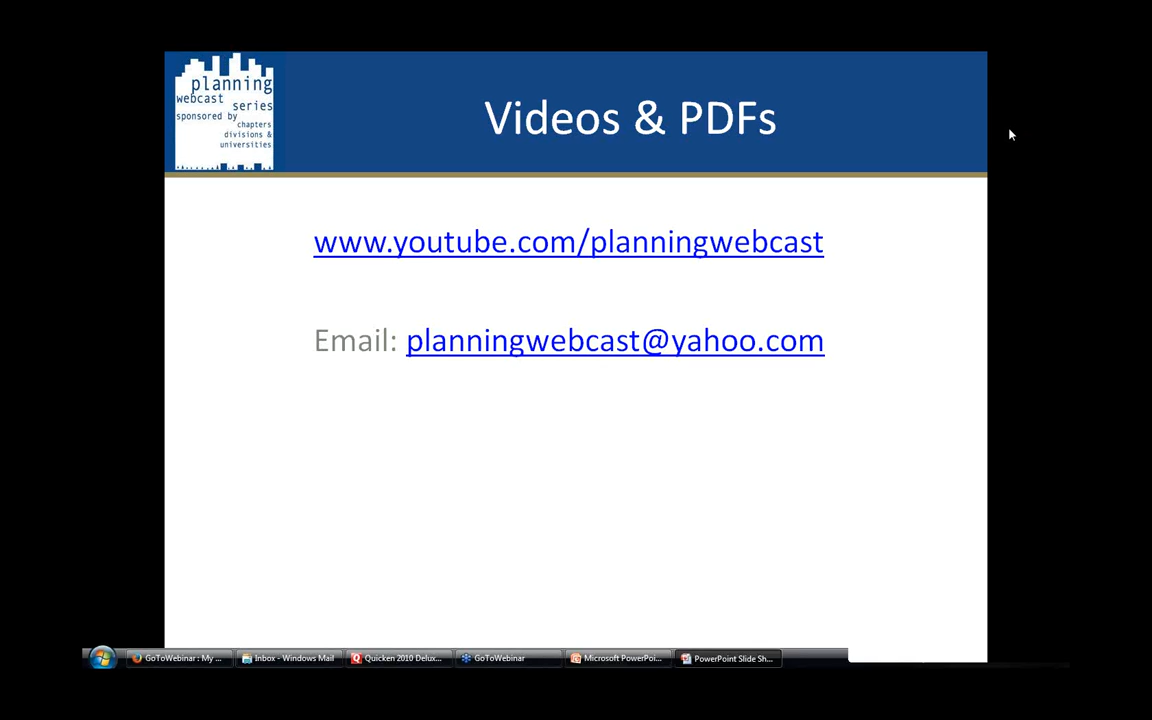 planning
webcast series
sponsored by
chapters
divisions &
universities
Videos & PDFs
www.youtube.com/planningwebcast
Email: planningwebcast@yahoo.com
GoToWebinar : My ...
Inbox - Windows Mail
Quicken 2010 Delux...
GoToWebinar
Microsoft PowerPoi...
PowerPoint Slide Sh...